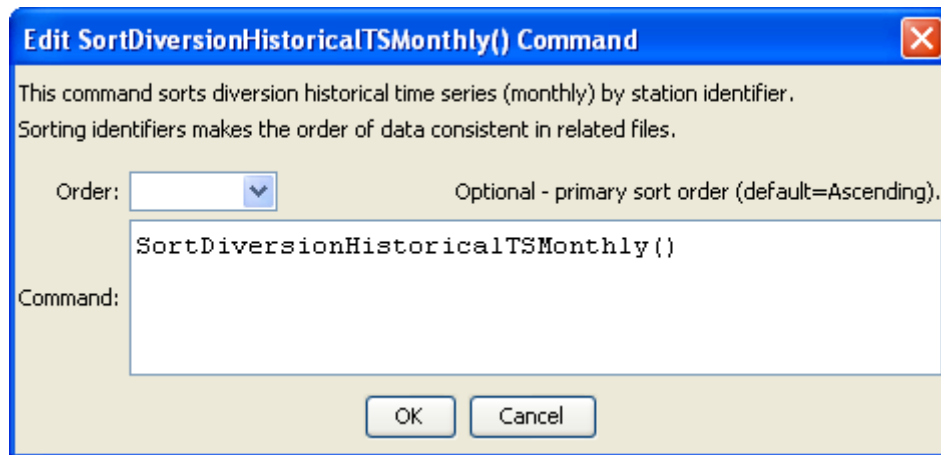 Edit SortDiversionHistoricalTSMonthly() Command
This command sorts diversion historical time series (monthly) by station identifier.
Sorting identifiers makes the order of data consistent in related files.
Order: Optional - primary sort order (default=Ascending).
SortDiversionHistoricalTSMonthly()
Command:
OK Cancel